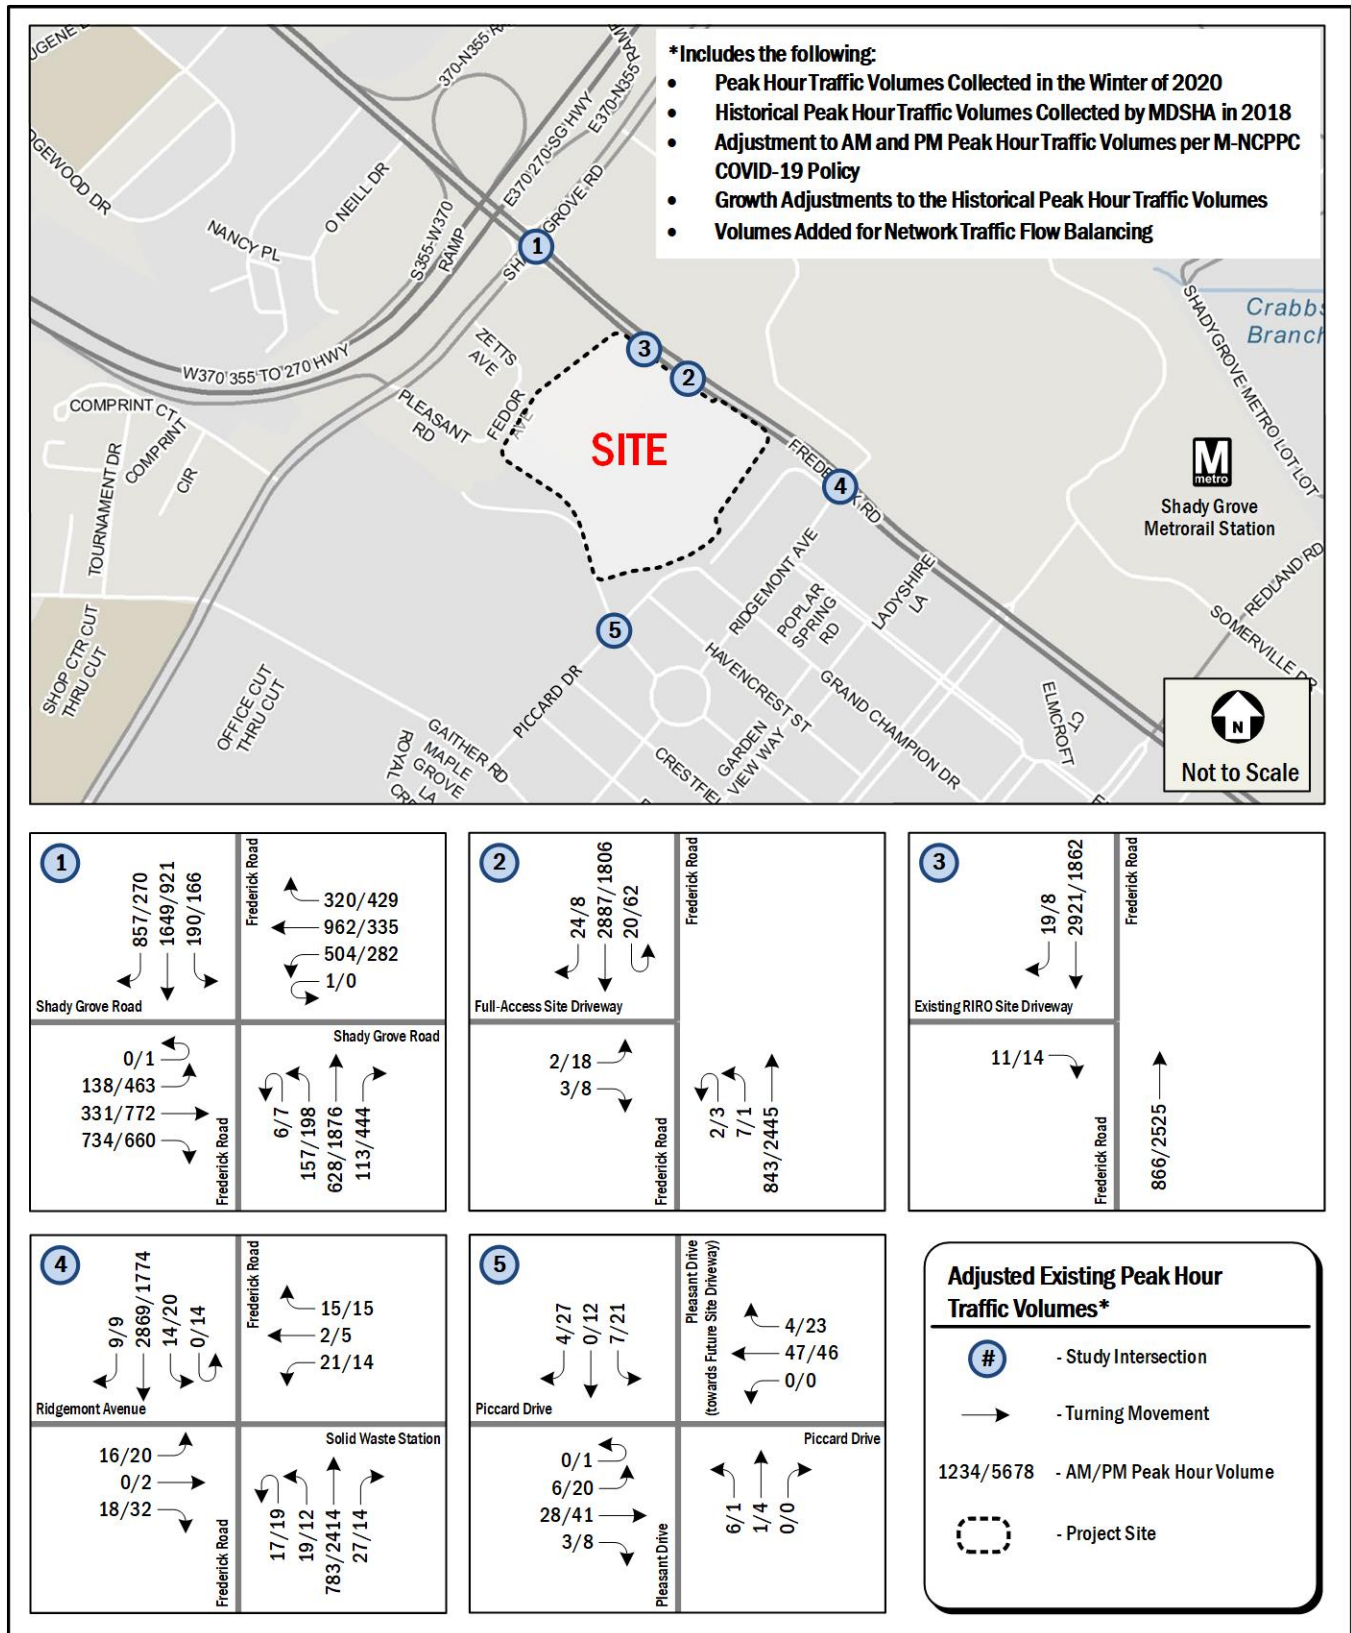 *Includes the following:
• Peak Hour Traffic Volumes Collected in the Winter of 2020
• Historical Peak Hour Traffic Volumes Collected by MDSHA in 2018
• Adjustment to AM and PM Peak Hour Traffic Volumes per M-NCPPC
COVID-19 Policy
• Growth Adjustments to the Historical Peak Hour Traffic Volumes
• Volumes Added for Network Traffic Flow Balancing
370-N355
E370 270-SG HWY
E370-N355
GROVE RD
O NEILL DR
NANCY PL
S355-W370
RAMP
1
W370 355 TO 270 HWY
ZETTS
AVE
3
2
SHADYGROVE METRO LOT LOT
Crabbs
Branch
COMPRINT CT
COMPRINT
CIR
TOURNAMENT DR
PLEASANT
RD
FEDOR
AVE
SITE
4
M
metro
Shady Grove
Metrorail Station
REDLAND RD
SOMERVILLE DR
RIDGEMONT AVE
POPLAR
SPRING
RD
LADYSHIRE
LA
5
SHOP CTR CUT
THRU CUT
OFFICE CUT
THRU CUT
PICCARD DR
GAITHER RD
MAPLE
GROVE
LA
ROYAL
HAVENCREST ST
GRAND CHAMPION DR
GARDEN
VIEW WAY
ELMCROFT
CT
N
Not to Scale
1
857/270
1649/921
190/166
Frederick Road
320/429
962/335
504/282
1/0
Shady Grove Road
Shady Grove Road
0/1
138/463
331/772
734/660
Frederick Road
6/7
157/198
628/1876
113/444
2
24/8
2887/1806
20/62
Frederick Road
Full-Access Site Driveway
2/18
3/8
Frederick Road
2/3
7/1
843/2445
3
19/8
2921/1862
Frederick Road
Existing RIRO Site Driveway
11/14
Frederick Road
866/2525
4
9/9
2869/1774
14/20
0/14
Frederick Road
15/15
2/5
21/14
Ridgemont Avenue
Solid Waste Station
16/20
0/2
18/32
Frederick Road
17/19
19/12
783/2414
27/14
5
4/27
0/12
7/21
Pleasant Drive
(towards Future Site Driveway)
4/23
47/46
0/0
Piccard Drive
Piccard Drive
0/1
6/20
28/41
3/8
Pleasant Drive
6/1
1/4
0/0
Adjusted Existing Peak Hour
Traffic Volumes*
# - Study Intersection
- Turning Movement
1234/5678 - AM/PM Peak Hour Volume
- Project Site